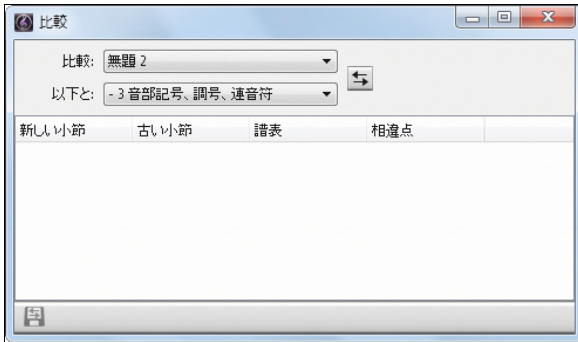 比較
比較: 無題 2
以下と: - 3 音部記号、調号、連音符
新しい小節 古い小節 譜表 相違点